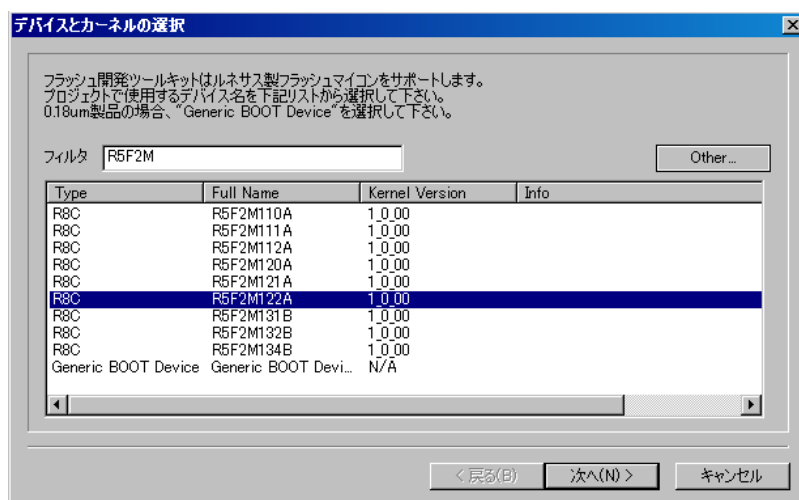 デバイスとカーネルの選択
フラッシュ開発ツールキットはルネサス製フラッシュマイコンをサポートします。
プロジェクトで使用するデバイス名を下記リストから選択して下さい。
0.18um製品の場合、"Generic BOOT Device"を選択して下さい。
フィルタ R5F2M Other...
Type Full Name Kernel Version Info
R8C R5F2M110A 1_0_00
R8C R5F2M111A 1_0_00
R8C R5F2M112A 1_0_00
R8C R5F2M120A 1_0_00
R8C R5F2M121A 1_0_00
R8C R5F2M122A 1_0_00
R8C R5F2M131B 1_0_00
R8C R5F2M132B 1_0_00
R8C R5F2M134B 1_0_00
Generic BOOT Device Generic BOOT Devi... N/A
< 戻る(B) 次へ(N) > キャンセル